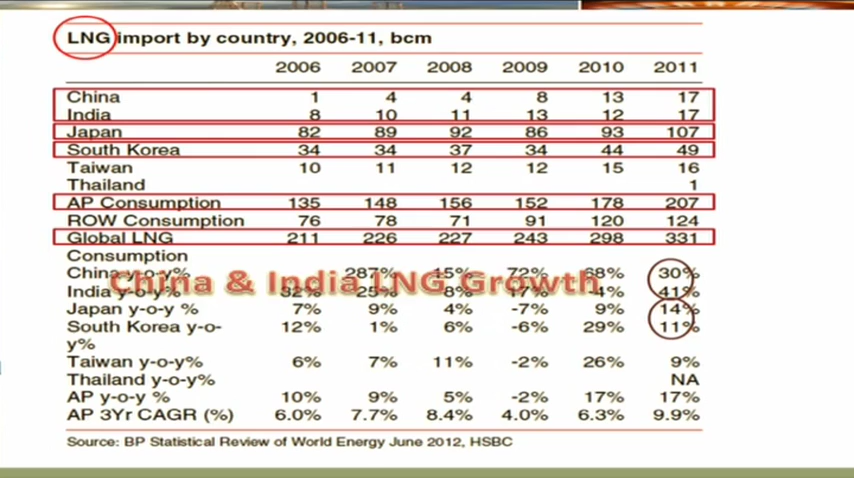 LNG import by country, 2006-11, bcm
2006 2007 2008 2009 2010 2011
China 1 4 4 8 13 17
India 8 10 11 13 12 17
Japan 82 89 92 86 93 107
South Korea 34 34 37 34 44 49
Taiwan 10 11 12 12 15 16
Thailand 1
AP Consumption 135 148 156 152 178 207
ROW Consumption 76 78 71 91 120 124
Global LNG 211 226 227 243 298 331
Consumption
China y-o-y% 287% 15% 72% 68% 30%
China & India LNG Growth
India y-o-y% 32% 25% 8% 17% -4% 41%
Japan y-o-y % 7% 9% 4% -7% 9% 14%
South Korea y-o- 12% 1% 6% -6% 29% 11%
y%
Taiwan y-o-y% 6% 7% 11% -2% 26% 9%
Thailand y-o-y% NA
AP y-o-y % 10% 9% 5% -2% 17% 17%
AP 3Yr CAGR (%) 6.0% 7.7% 8.4% 4.0% 6.3% 9.9%
Source: BP Statistical Review of World Energy June 2012, HSBC